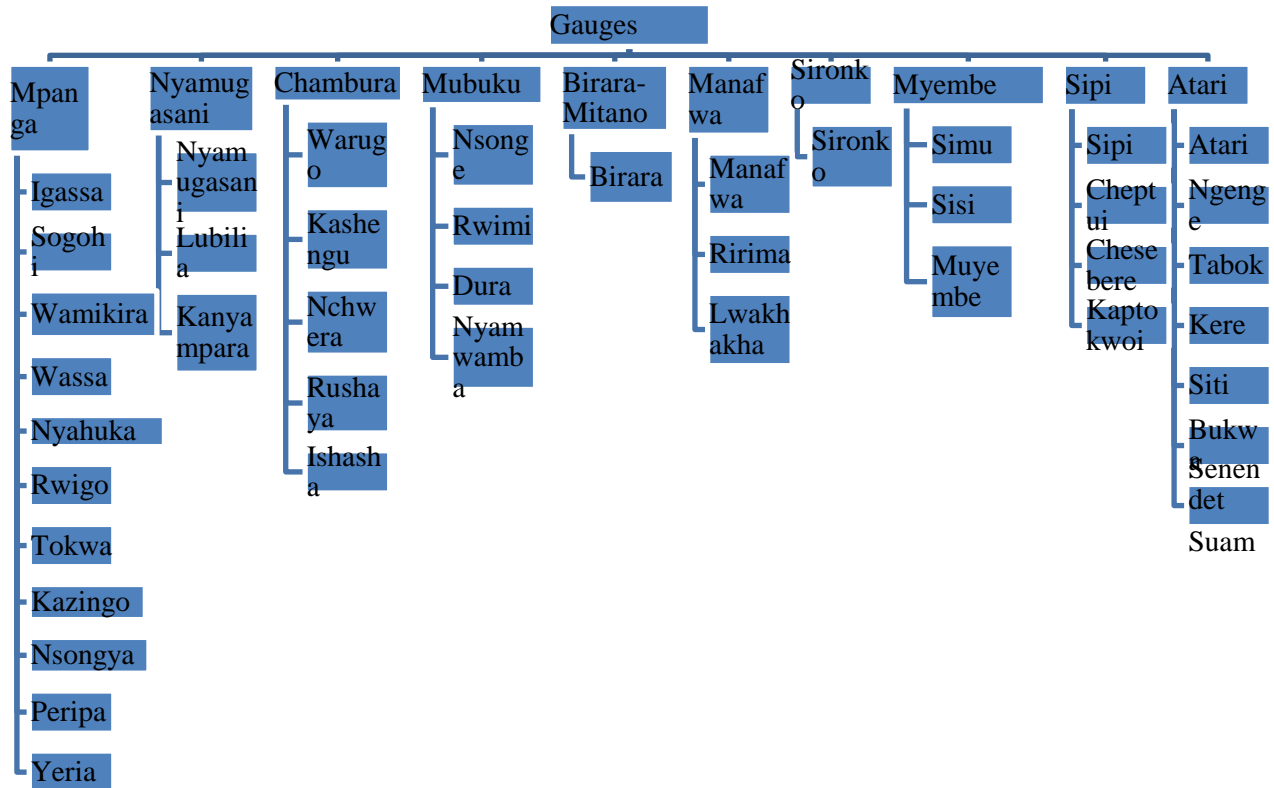 Gauges
Mpan
ga
Igassa
Sogoh
i
Wamikira
Wassa
Nyahuka
Rwigo
Tokwa
Kazingo
Nsongya
Peripa
Yeria
Nyamug
asani
Nyam
ugasan
i
Lubili
a
Kanya
mpara
Chambura
Warug
o
Kashe
ngu
Nchw
era
Rusha
ya
Ishash
a
Mubuku
Nsong
e
Rwimi
Dura
Nyam
wamb
a
Birara-
Mitano
Birara
Manaf
wa
Manaf
wa
Ririma
Lwakh
akha
Sironk
o
Sironk
o
Myembe
Simu
Sisi
Muye
mbe
Sipi
Sipi
Chept
ui
Chese
bere
Kapto
kwoi
Atari
Atari
Ngeng
e
Tabok
Kere
Siti
Bukw
a
Senen
det
Suam